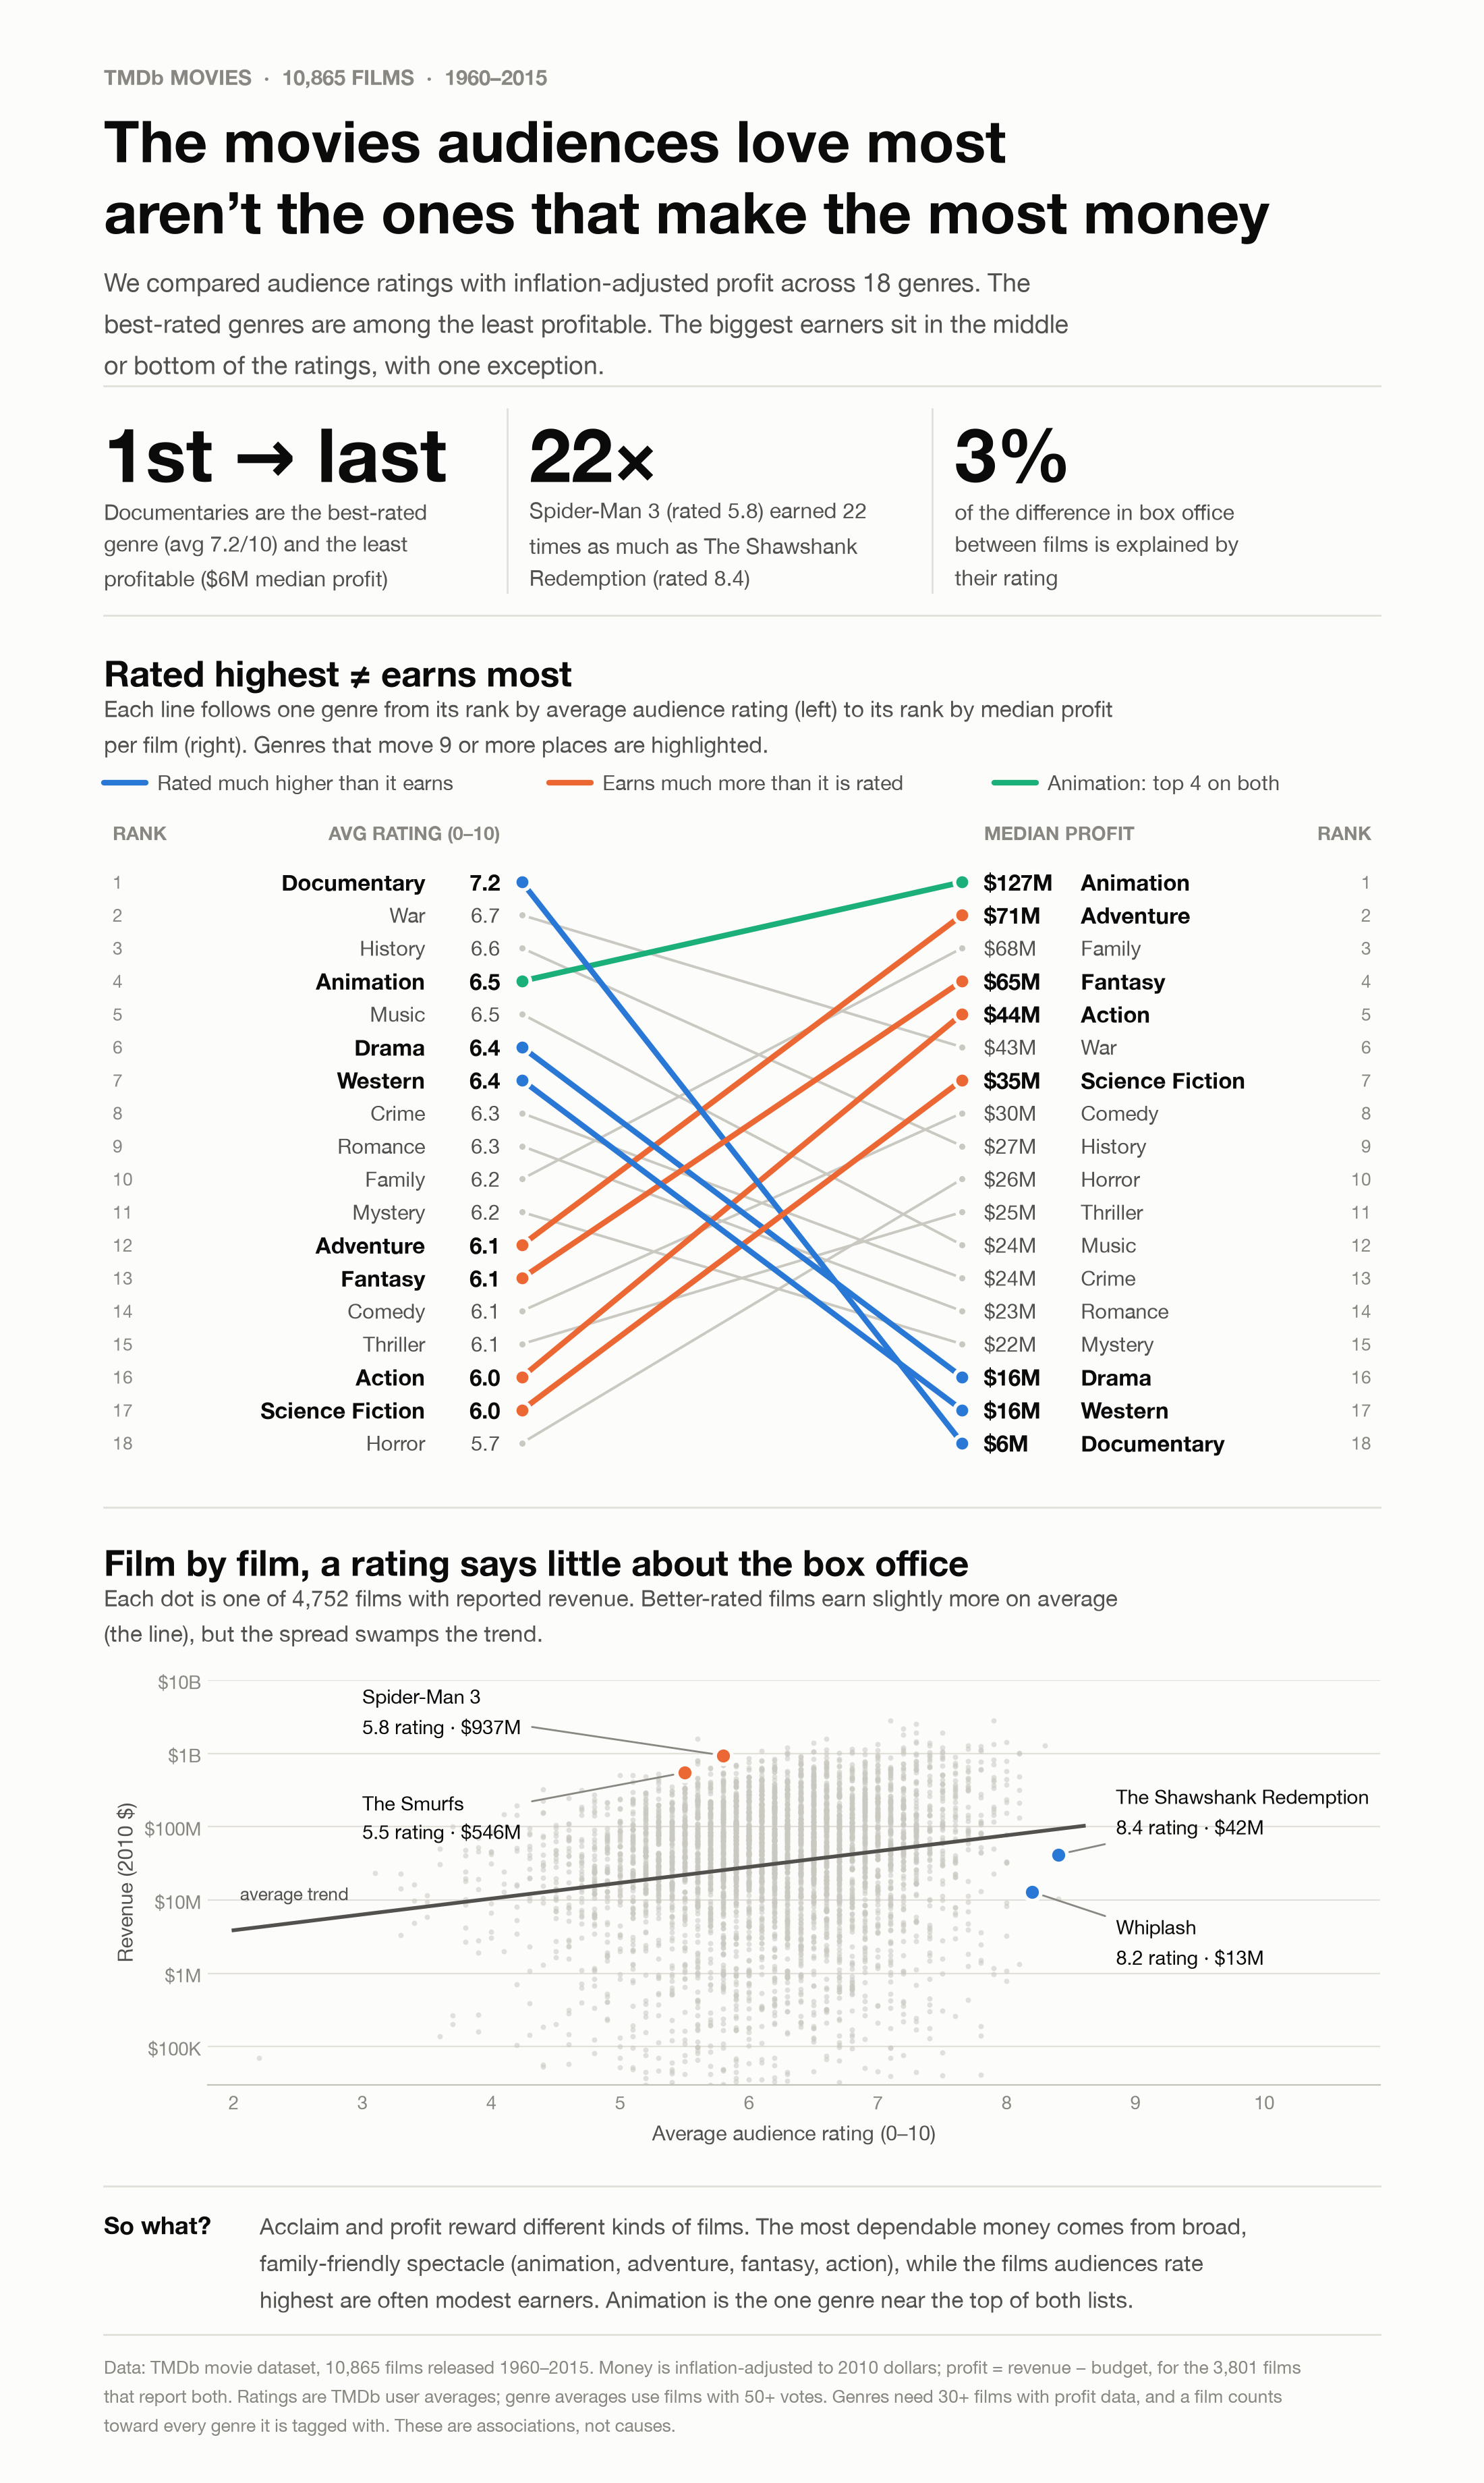 TMDb MOVIES · 10,865 FILMS · 1960–2015
The movies audiences love most
aren’t the ones that make the most money
We compared audience ratings with inflation-adjusted profit across 18 genres. The
best-rated genres are among the least profitable. The biggest earners sit in the middle
or bottom of the ratings, with one exception.
1st → last
Documentaries are the best-rated
genre (avg 7.2/10) and the least
profitable ($6M median profit)
22×
Spider-Man 3 (rated 5.8) earned 22
times as much as The Shawshank
Redemption (rated 8.4)
3%
of the difference in box office
between films is explained by
their rating
Rated highest ≠ earns most
Each line follows one genre from its rank by average audience rating (left) to its rank by median profit
per film (right). Genres that move 9 or more places are highlighted.
Rated much higher than it earns
Earns much more than it is rated
Animation: top 4 on both
RANK AVG RATING (0–10) MEDIAN PROFIT RANK
1 Documentary 7.2 $127M Animation 1
2 War 6.7 $71M Adventure 2
3 History 6.6 $68M Family 3
4 Animation 6.5 $65M Fantasy 4
5 Music 6.5 $44M Action 5
6 Drama 6.4 $43M War 6
7 Western 6.4 $35M Science Fiction 7
8 Crime 6.3 $30M Comedy 8
9 Romance 6.3 $27M History 9
10 Family 6.2 $26M Horror 10
11 Mystery 6.2 $25M Thriller 11
12 Adventure 6.1 $24M Music 12
13 Fantasy 6.1 $24M Crime 13
14 Comedy 6.1 $23M Romance 14
15 Thriller 6.1 $22M Mystery 15
16 Action 6.0 $16M Drama 16
17 Science Fiction 6.0 $16M Western 17
18 Horror 5.7 $6M Documentary 18
Film by film, a rating says little about the box office
Each dot is one of 4,752 films with reported revenue. Better-rated films earn slightly more on average
(the line), but the spread swamps the trend.
Revenue (2010 $)
$10B
$1B
$100M
$10M
$1M
$100K
Spider-Man 3
5.8 rating · $937M
The Smurfs
5.5 rating · $546M
average trend
The Shawshank Redemption
8.4 rating · $42M
Whiplash
8.2 rating · $13M
2 3 4 5 6 7 8 9 10
Average audience rating (0–10)
So what?
Acclaim and profit reward different kinds of films. The most dependable money comes from broad,
family-friendly spectacle (animation, adventure, fantasy, action), while the films audiences rate
highest are often modest earners. Animation is the one genre near the top of both lists.
Data: TMDb movie dataset, 10,865 films released 1960–2015. Money is inflation-adjusted to 2010 dollars; profit = revenue − budget, for the 3,801 films
that report both. Ratings are TMDb user averages; genre averages use films with 50+ votes. Genres need 30+ films with profit data, and a film counts
toward every genre it is tagged with. These are associations, not causes.